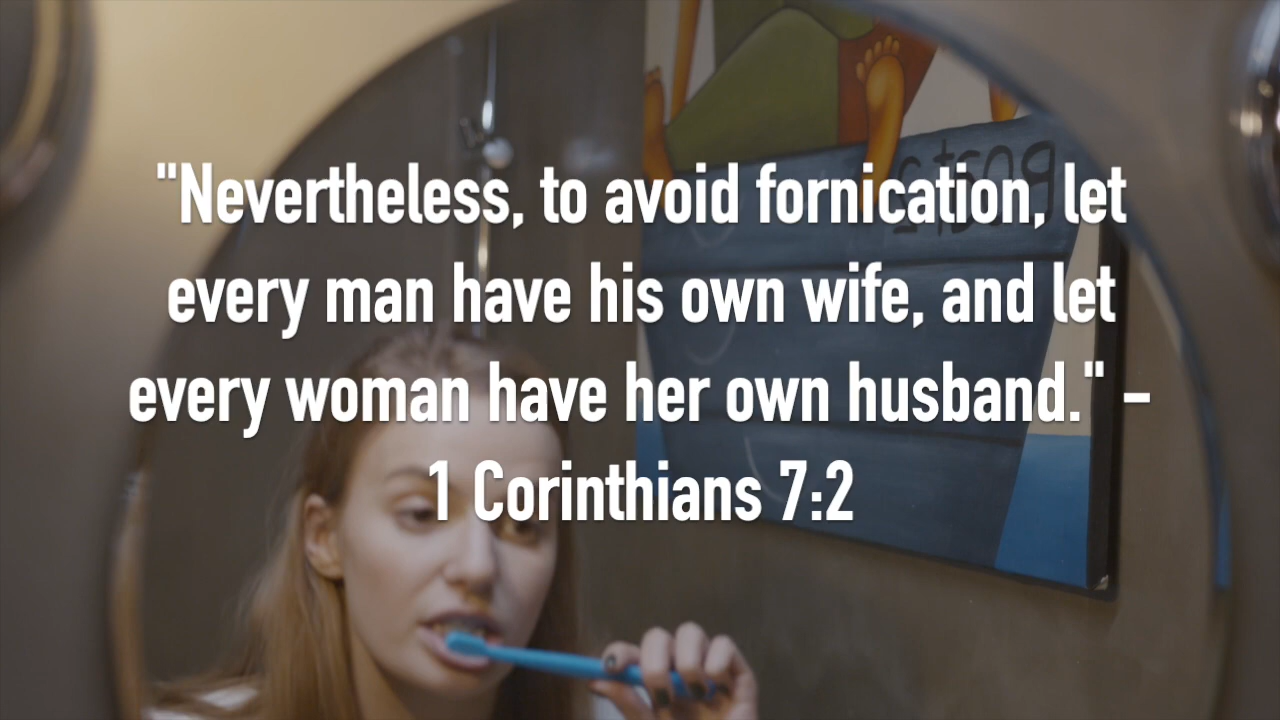 "Nevertheless, to avoid fornication, let
every man have his own wife, and let
every woman have her own husband." –
1 Corinthians 7:2